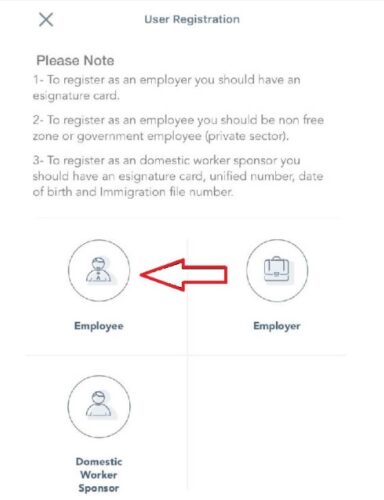 User Registration
Please Note
1- To register as an employer you should have an
esignature card.
2- To register as an employee you should be non free
zone or government employee (private sector).
3- To register as an domestic worker sponsor you
should have an esignature card, unified number, date
of birth and Immigration file number.
Employee
Employer
Domestic
Worker
Sponsor